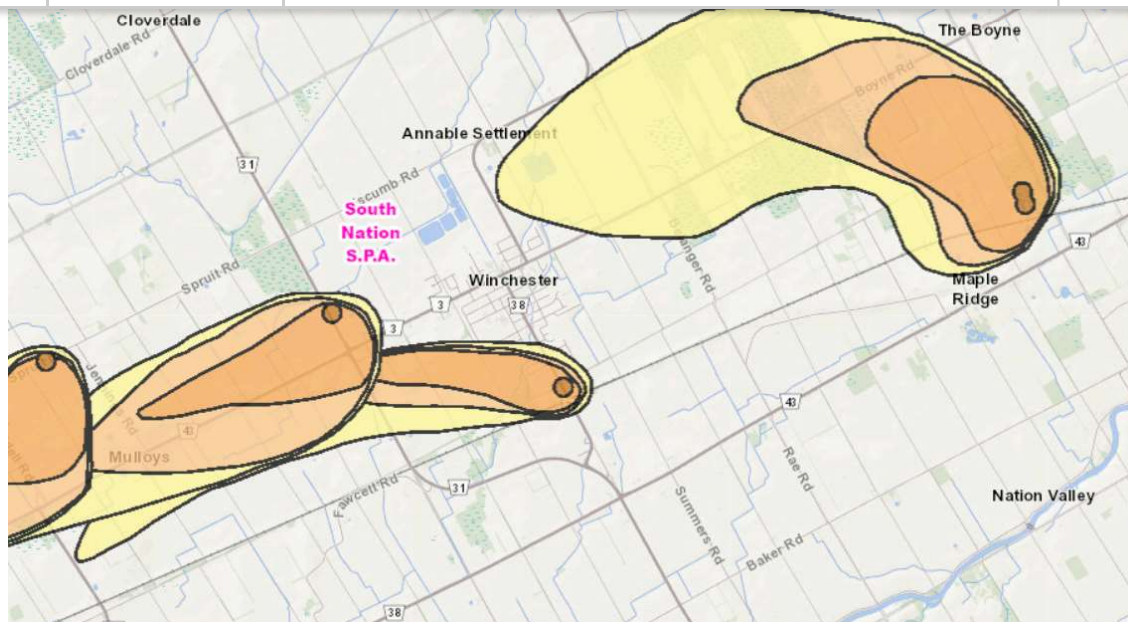 Cloverdale
Cloverdale Rd
The Boyne
Boyne Rd
Annable Settlement
31
scumb Rd
South
Nation
S.P.A.
Spruit Rd
43
Winchester
Maple
Ridge
3
38
3
43
43
Mulloys
Rae Rd
Fawcett Rd
31
Summers Rd
Nation Valley
Baker Rd
38